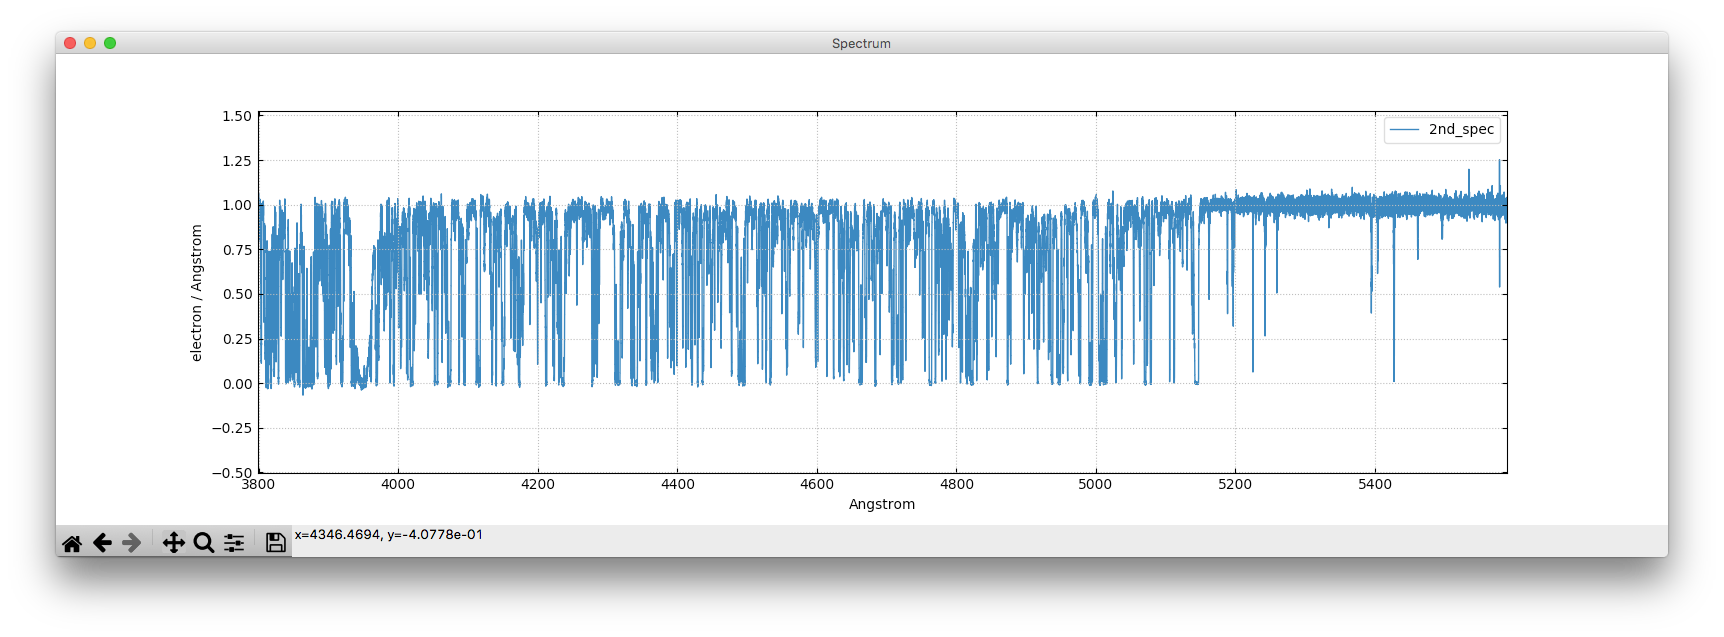 Spectrum
1.50
1.25
1.00
0.75
0.50
0.25
0.00
−0.25
−0.50
electron / Angstrom
2nd_spec
3800 4000 4200 4400 4600 4800 5000 5200 5400
Angstrom
x=4346.4694, y=-4.0778e-01